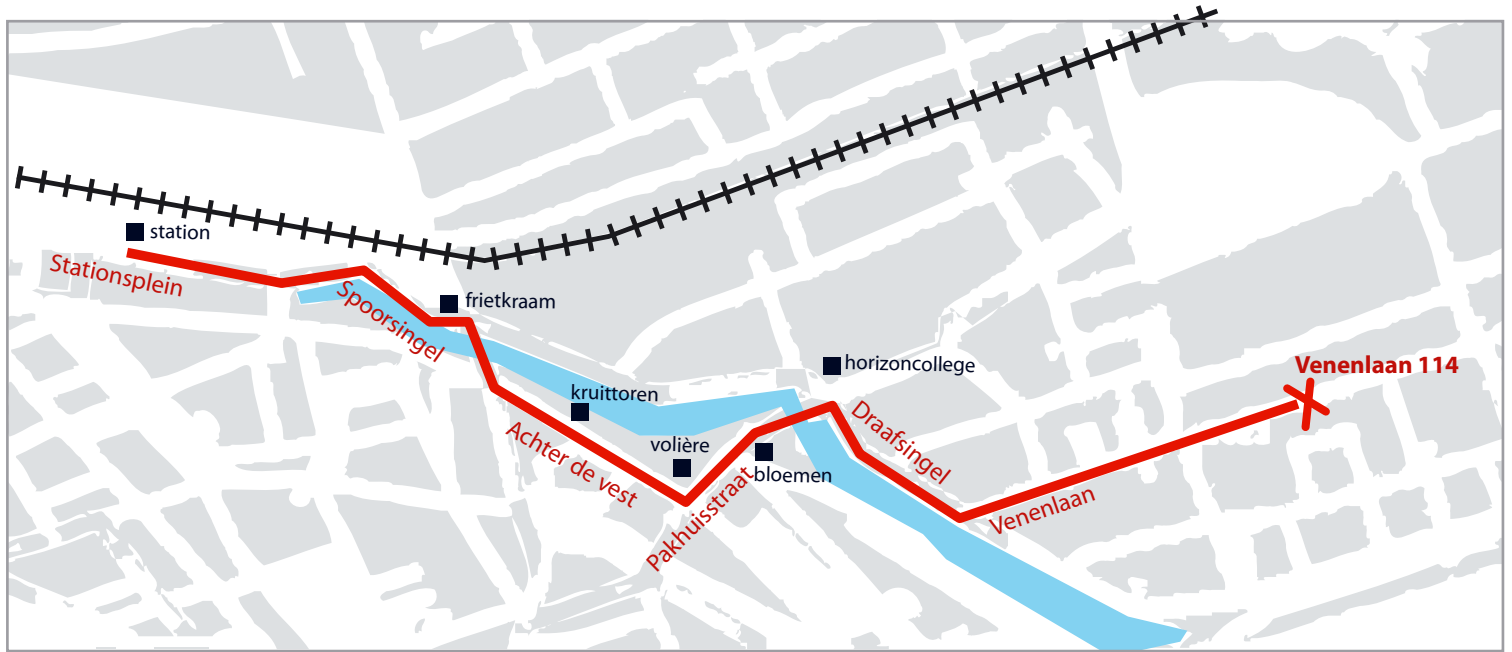 station
Stationsplein
Spoorsingel
frietkraam
kruittoren
Achter de vest
volière
Pakhuisstraat
bloemen
horizoncollege
Draafsingel
Venenlaan
Venenlaan 114